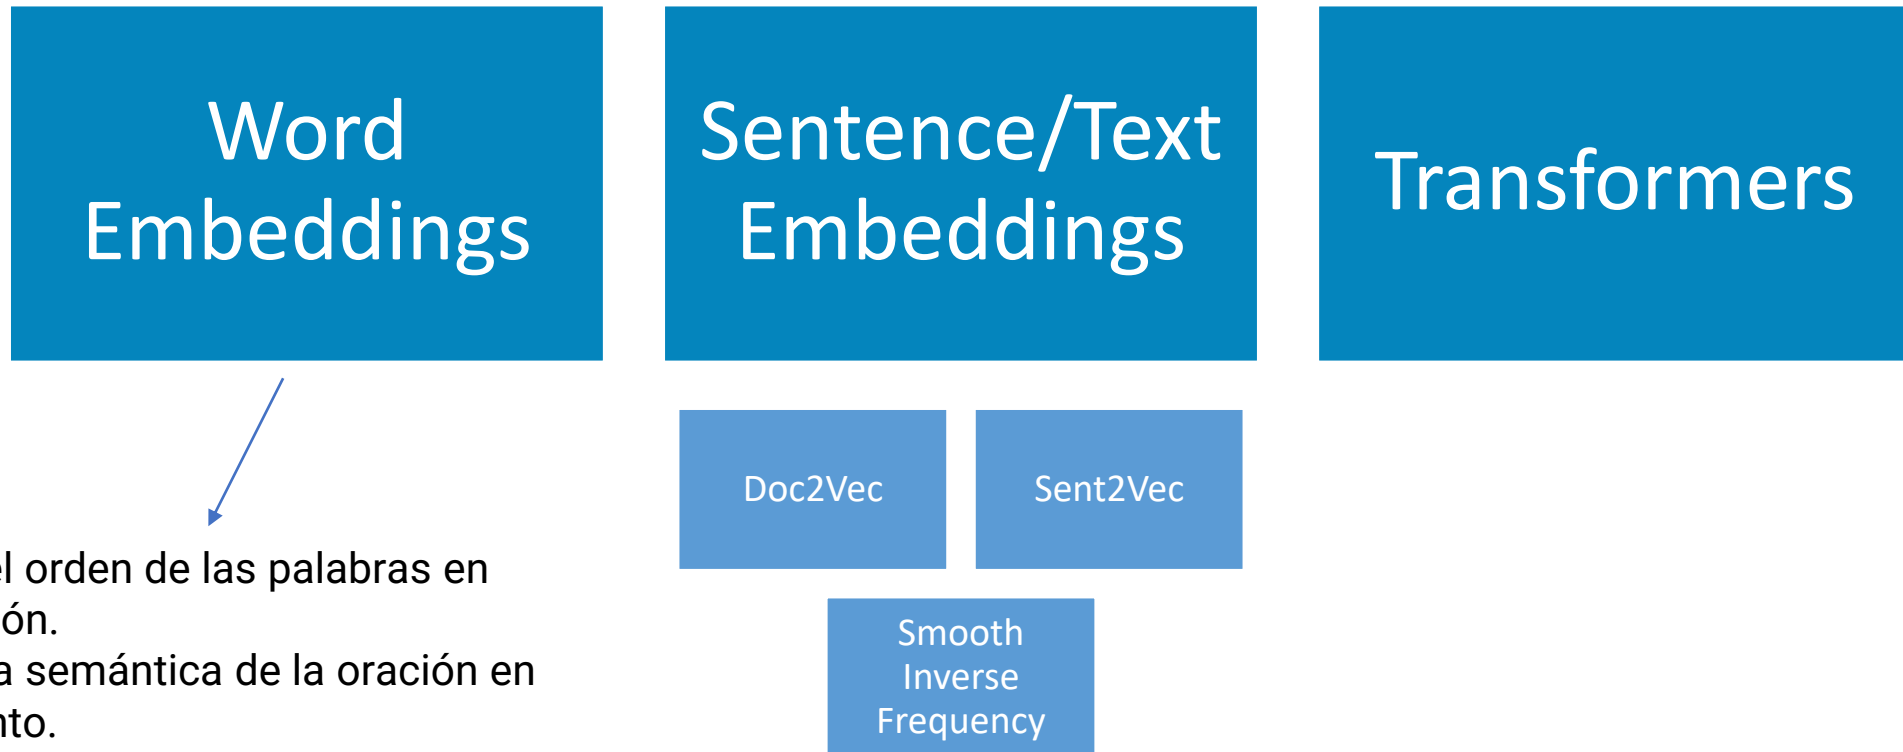 Word
Embeddings
Sentence/Text
Embeddings
Transformers
Doc2Vec
Sent2Vec
Smooth
Inverse
Frequency
el orden de las palabras en
ón.
a semántica de la oración en
nto.